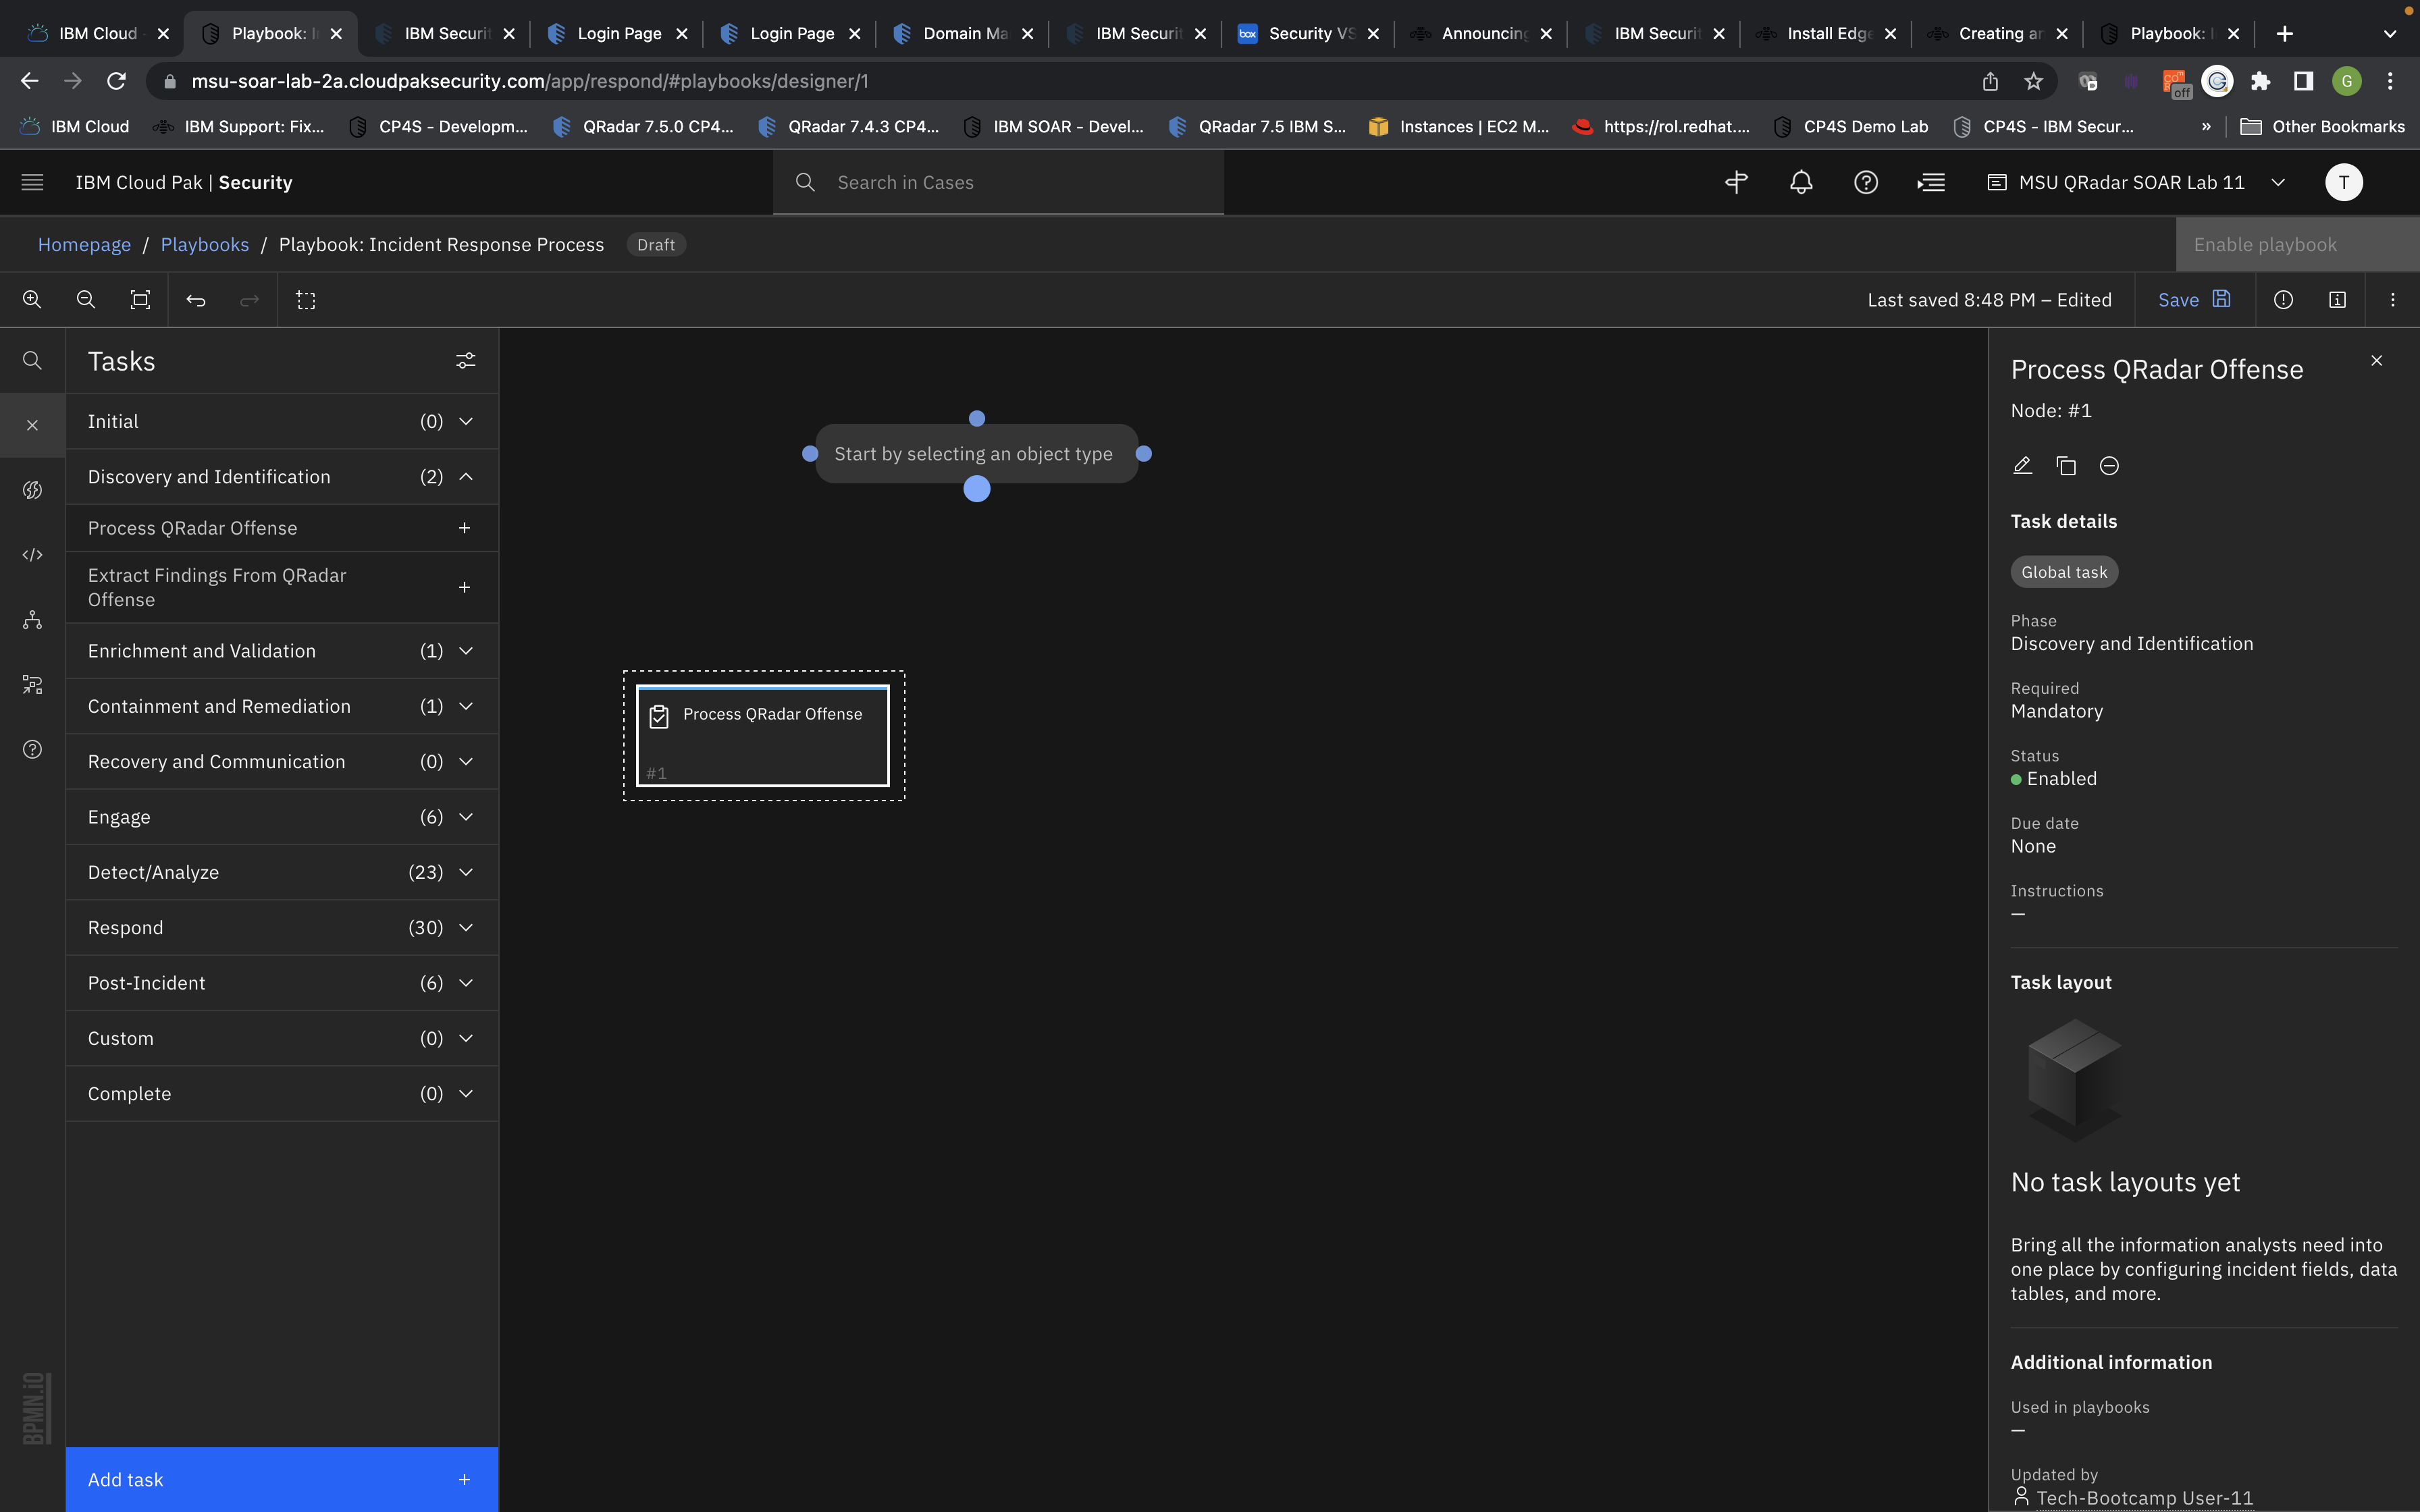 IBM Cloud
Playbook: I
IBM Securit
Login Page
Login Page
Domain Ma
IBM Securit
box
Security VS
Announcing
IBM Securit
Install Edge
Creating an
Playbook: I
msu-soar-lab-2a.cloudpaksecurity.com/app/respond/#playbooks/designer/1
off
G
IBM Cloud
IBM Support: Fix...
CP4S - Developm...
QRadar 7.5.0 CP4...
QRadar 7.4.3 CP4...
IBM SOAR - Devel...
QRadar 7.5 IBM S...
Instances | EC2 M...
https://rol.redhat....
CP4S Demo Lab
CP4S - IBM Secur...
»
Other Bookmarks
IBM Cloud Pak | Security
Search in Cases
MSU QRadar SOAR Lab 11
T
Homepage / Playbooks / Playbook: Incident Response Process
Draft
Enable playbook
Last saved 8:48 PM – Edited
Save
Tasks
Initial (0)
Discovery and Identification (2)
Process QRadar Offense +
Extract Findings From QRadar
Offense +
Enrichment and Validation (1)
Containment and Remediation (1)
Recovery and Communication (0)
Engage (6)
Detect/Analyze (23)
Respond (30)
Post-Incident (6)
Custom (0)
Complete (0)
Add task +
BPMN.iO
Start by selecting an object type
Process QRadar Offense
#1
Process QRadar Offense
Node: #1
Task details
Global task
Phase
Discovery and Identification
Required
Mandatory
Status
Enabled
Due date
None
Instructions
—
Task layout
No task layouts yet
Bring all the information analysts need into
one place by configuring incident fields, data
tables, and more.
Additional information
Used in playbooks
—
Updated by
Tech-Bootcamp User-11